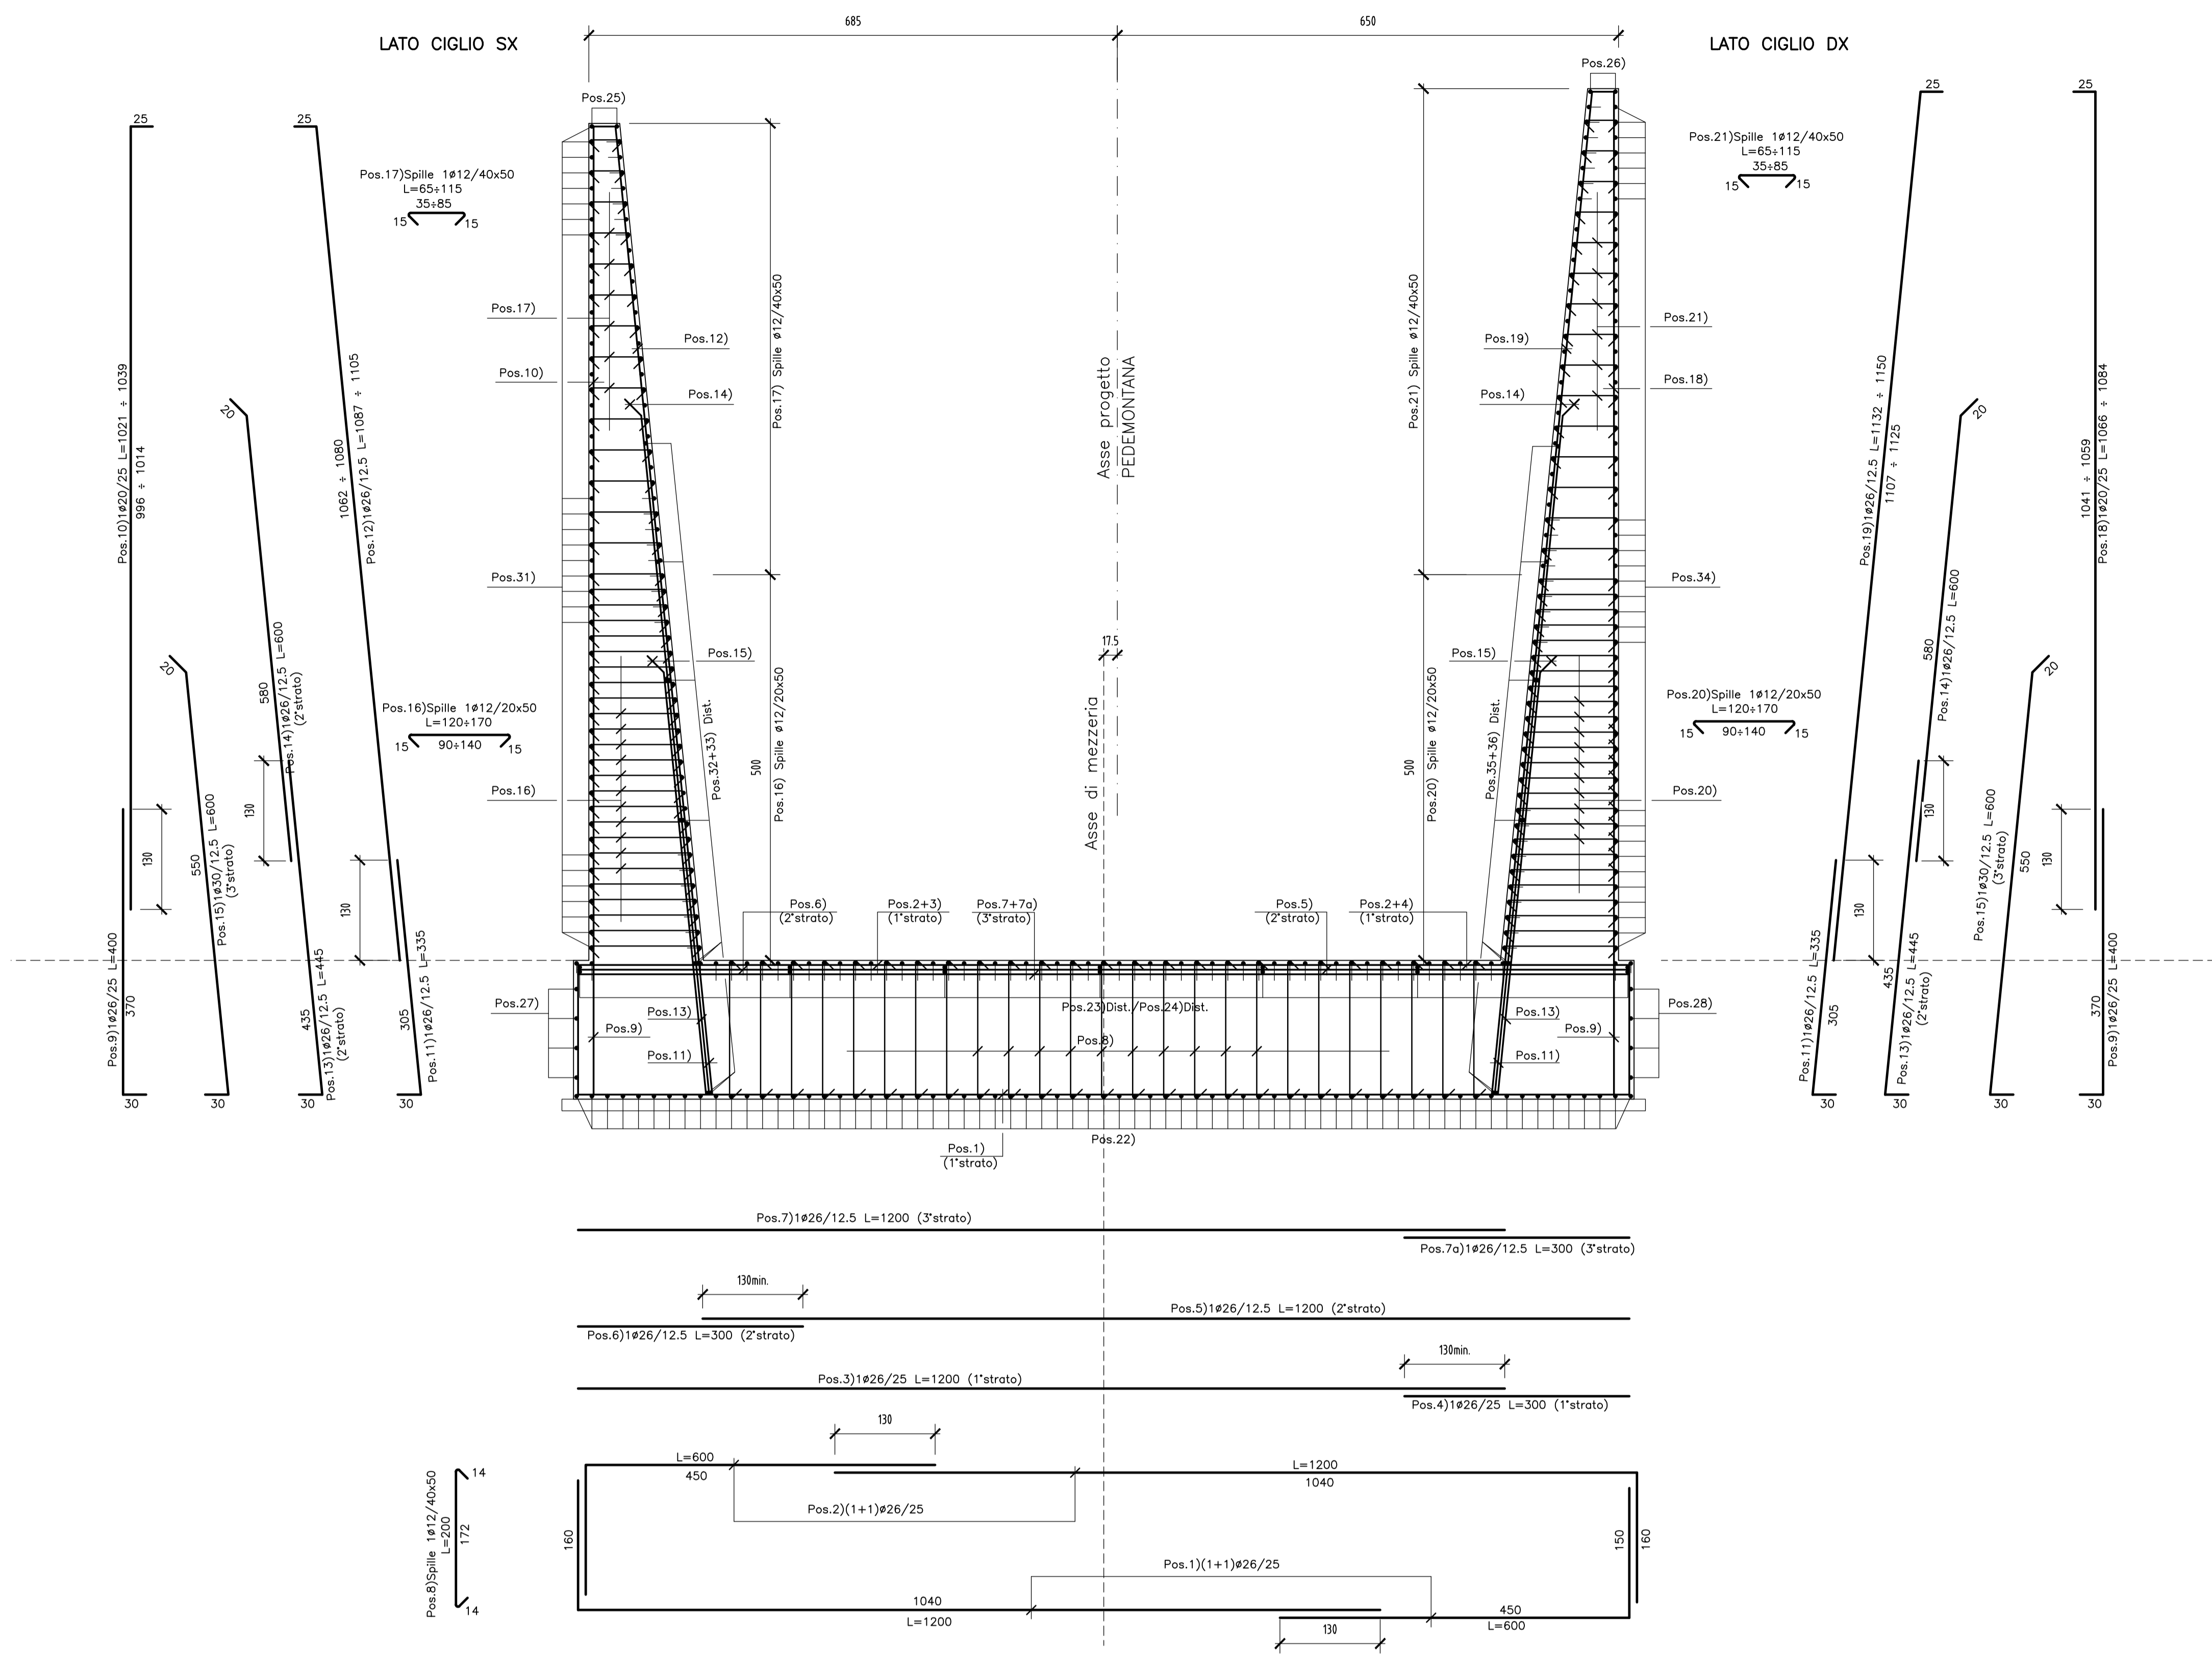 685
650
LATO CIGLIO SX
LATO CIGLIO DX
Pos.26)
Pos.25)
25
25
25
25
Pos.17)Spille 1ø12/40x50
L=65÷115
35÷85
15
15
Pos.21)Spille 1ø12/40x50
L=65÷115
35÷85
15
15
Pos.10)1ø20/25 L=1021 ÷ 1039
996 ÷ 1014
1062 ÷ 1080
Pos.12)1ø26/12.5 L=1087 ÷ 1105
Pos.17)
Pos.12)
Pos.10)
Pos.14)
Pos.17) Spille ø12/40x50
Asse progetto
PEDEMONTANA
Pos.21) Spille ø12/40x50
Pos.19)
Pos.14)
Pos.21)
Pos.18)
Pos.19)1ø26/12.5 L=1132 ÷ 1150
1107 ÷ 1125
1041 ÷ 1059
Pos.18)1ø20/25 L=1066 ÷ 1084
20
20
20
20
580
Pos.14)1ø26/12.5 L=600
(2°strato)
Pos.31)
Pos.34)
17.5
Pos.15)
Pos.15)
580
Pos.14)1ø26/12.5 L=600
Pos.16)Spille 1ø12/20x50
L=120÷170
15
90÷140
15
Pos.20)Spille 1ø12/20x50
L=120÷170
15
90÷140
15
Pos.32+33) Dist.
500
Pos.16) Spille ø12/20x50
Asse di mezzeria
500
Pos.20) Spille ø12/20x50
Pos.35+36) Dist.
Pos.16)
Pos.20)
130
130
130
130
130
130
550
Pos.15)1ø30/12.5 L=600
(3°strato)
Pos.15)1ø30/12.5 L=600
(3°strato)
550
Pos.6)
(2°strato)
Pos.2+3)
(1°strato)
Pos.7+7a)
(3°strato)
Pos.5)
(2°strato)
Pos.2+4)
(1°strato)
Pos.9)1ø26/25 L=400
370
435
Pos.13)1ø26/12.5 L=445
(2°strato)
305
Pos.11)1ø26/12.5 L=335
Pos.27)
Pos.9)
Pos.13)
Pos.11)
Pos.23)Dist./Pos.24)Dist.
Pos.8)
Pos.13)
Pos.9)
Pos.11)
Pos.28)
Pos.11)1ø26/12.5 L=335
305
435
Pos.13)1ø26/12.5 L=445
(2°strato)
370
Pos.9)1ø26/25 L=400
30
30
30
30
30
30
30
30
Pos.22)
Pos.1)
(1°strato)
Pos.7)1ø26/12.5 L=1200 (3°strato)
Pos.7a)1ø26/12.5 L=300 (3°strato)
130min.
Pos.5)1ø26/12.5 L=1200 (2°strato)
Pos.6)1ø26/12.5 L=300 (2°strato)
130min.
Pos.3)1ø26/25 L=1200 (1°strato)
Pos.4)1ø26/25 L=300 (1°strato)
130
L=600
450
L=1200
1040
Pos.2)(1+1)ø26/25
Pos.8)Spille 1ø12/40x50
L=200
172
14
14
160
150
160
Pos.1)(1+1)ø26/25
1040
L=1200
450
L=600
130